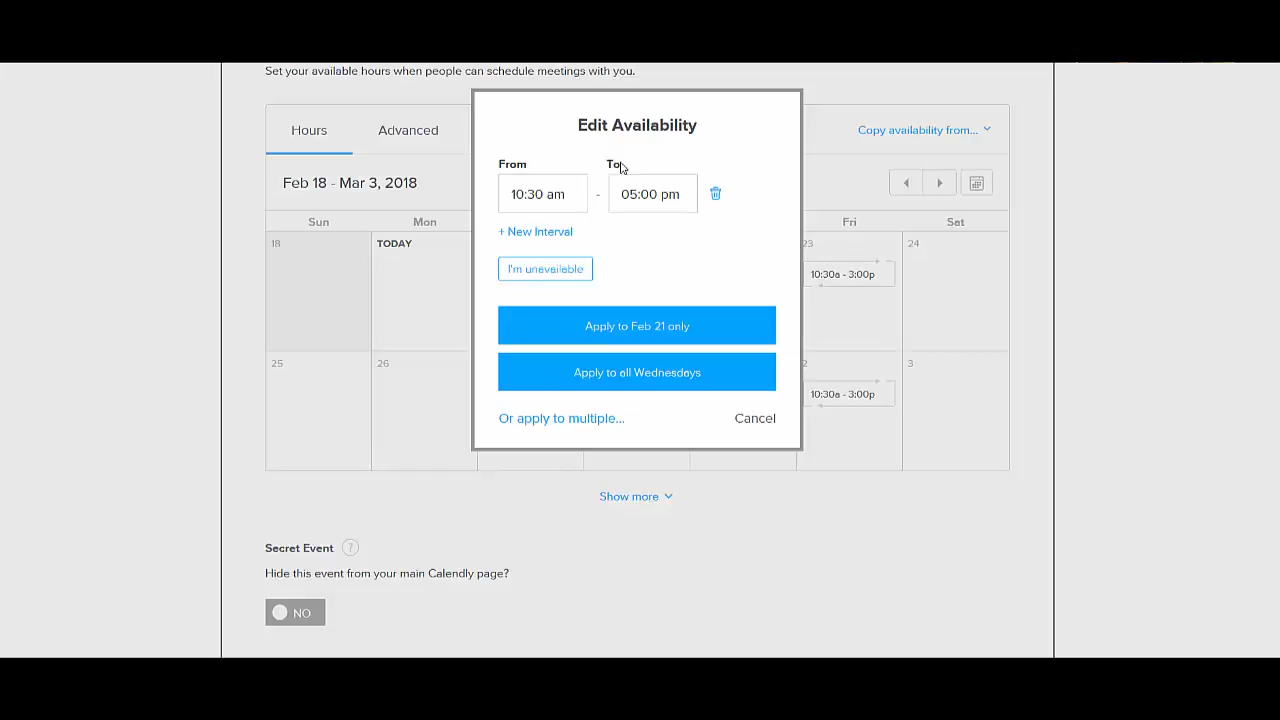 Set your available hours when people can schedule meetings with you.
Edit Availability
Hours
Advanced
Copy availability from...
From
To
Feb 18 - Mar 3, 2018
10:30 am - 05:00 pm
Sun
Mon
Fri
Sat
+ New Interval
18
TODAY
23
24
I'm unavailable
10:30a - 3:00p
Apply to Feb 21 only
25
26
2
3
Apply to all Wednesdays
10:30a - 3:00p
Or apply to multiple...
Cancel
Show more
Secret Event ?
Hide this event from your main Calendly page?
NO